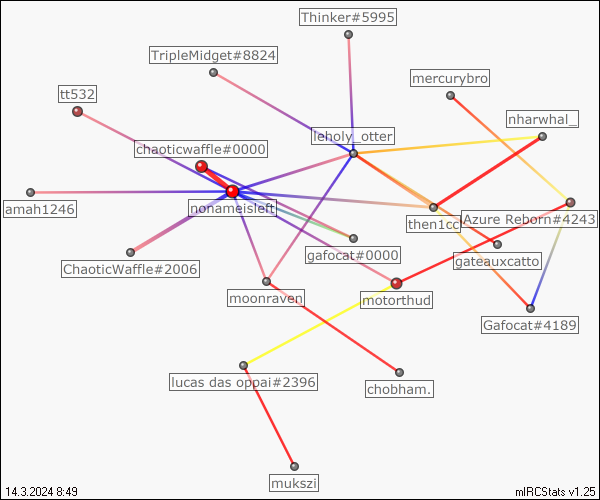 Thinker#5995
TripleMidget#8824
mercurybro
tt532
nharwhal_
leholy_otter
chaoticwaffle#0000
amah1246
nonameisleft
then1cc
Azure Reborn#4243
gafocat#0000
gateauxcatto
ChaoticWaffle#2006
moonraven
motorthud
Gafocat#4189
lucas das oppai#2396
chobham.
mukszi
14.3.2024 8:49
mIRCStats v1.25